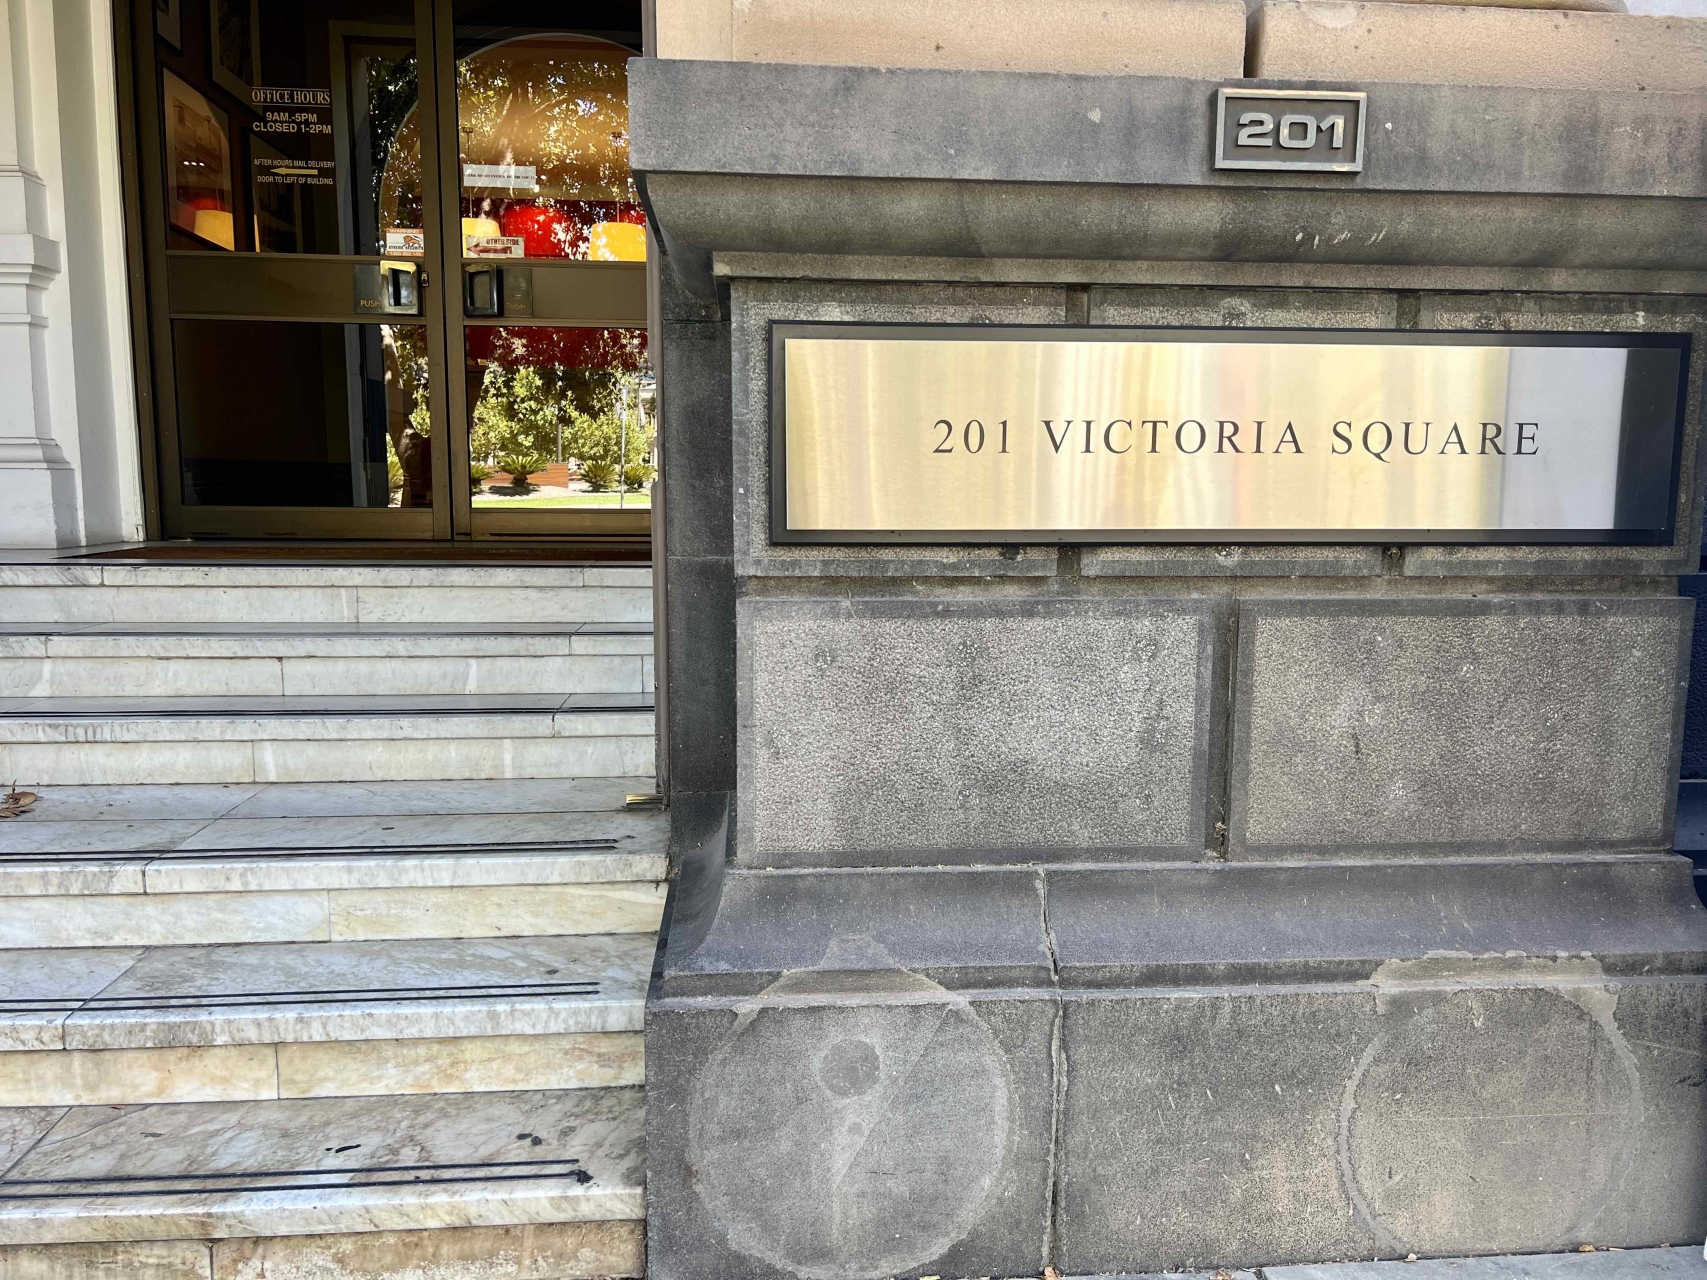 OFFICE HOURS
9AM.-5PM
CLOSED 1-2PM
AFTER HOURS MAIL DELIVERY
DOOR TO LEFT OF BUILDING
OTHER SIDE
PUSH
PUSH
201
201 VICTORIA SQUARE